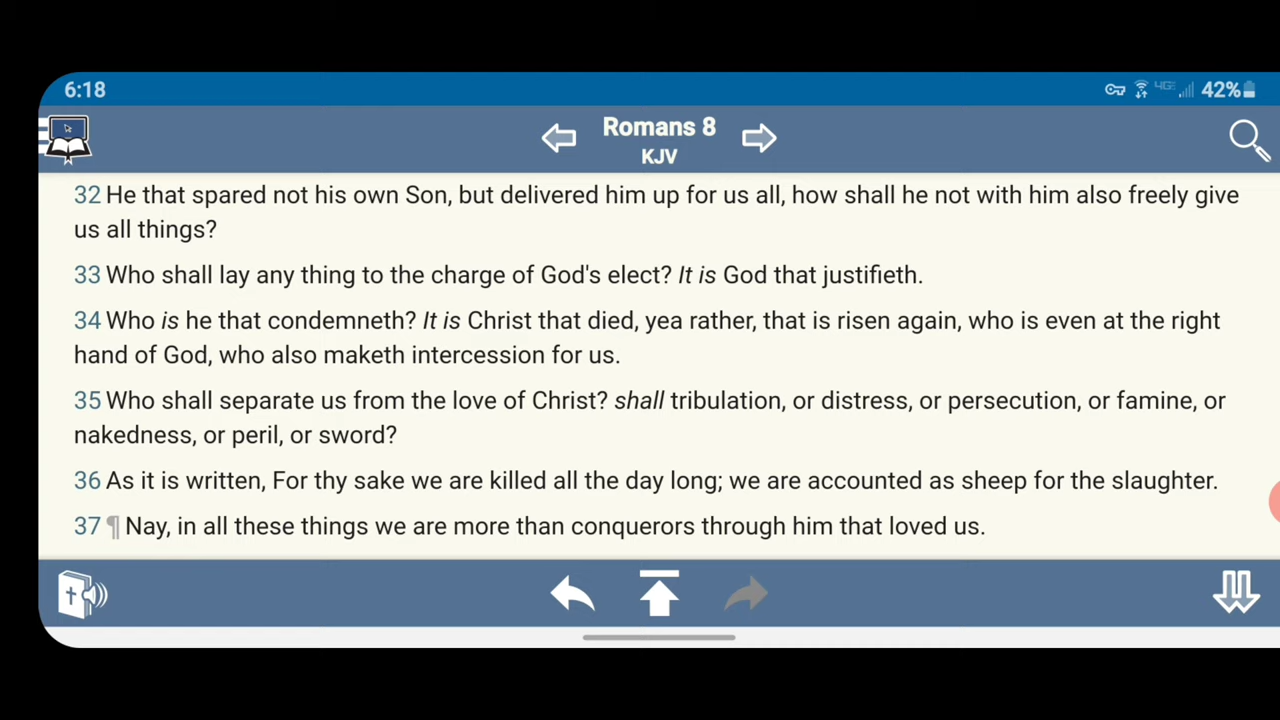 6:18
4GE 42%
Romans 8
KJV
32 He that spared not his own Son, but delivered him up for us all, how shall he not with him also freely give
us all things?
33 Who shall lay any thing to the charge of God's elect? It is God that justifieth.
34 Who is he that condemneth? It is Christ that died, yea rather, that is risen again, who is even at the right
hand of God, who also maketh intercession for us.
35 Who shall separate us from the love of Christ? shall tribulation, or distress, or persecution, or famine, or
nakedness, or peril, or sword?
36 As it is written, For thy sake we are killed all the day long; we are accounted as sheep for the slaughter.
37 ¶ Nay, in all these things we are more than conquerors through him that loved us.